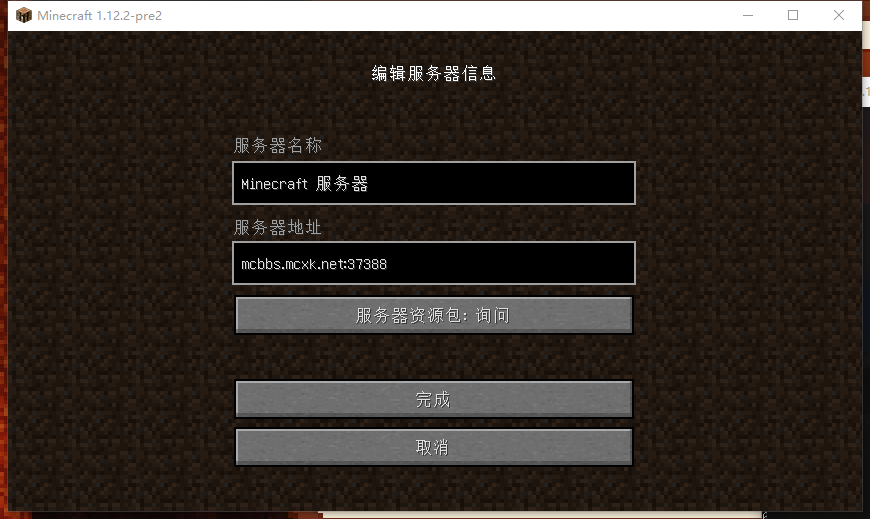 Minecraft 1.12.2-pre2
编辑服务器信息
服务器名称
Minecraft 服务器
服务器地址
mcbbs.mcxk.net:37388
服务器资源包: 询问
完成
取消